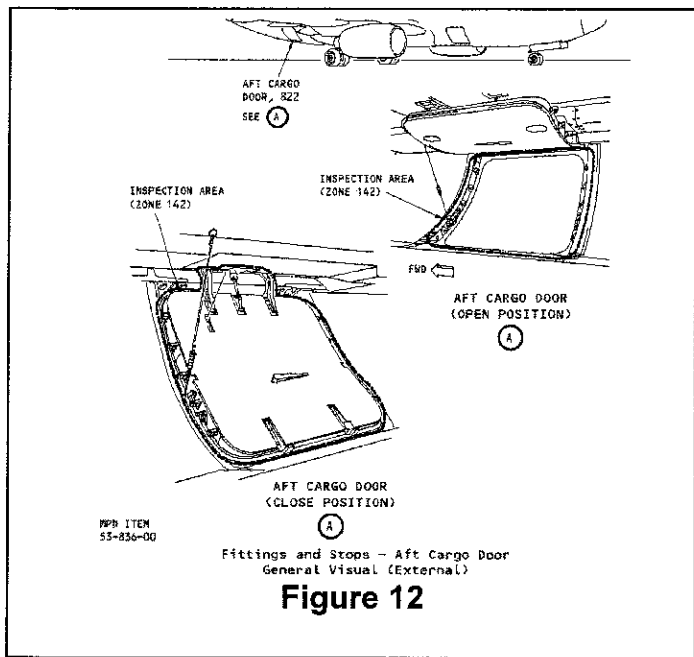 AFT CARGO
DOOR, 822
SEE A
INSPECTION AREA
(ZONE 142)
INSPECTION AREA
(ZONE 142)
FWD
AFT CARGO DOOR
(OPEN POSITION)
A
AFT CARGO DOOR
(CLOSE POSITION)
A
MPD ITEM
53-836-00
Fittings and Stops – Aft Cargo Door
General Visual (External)
Figure 12